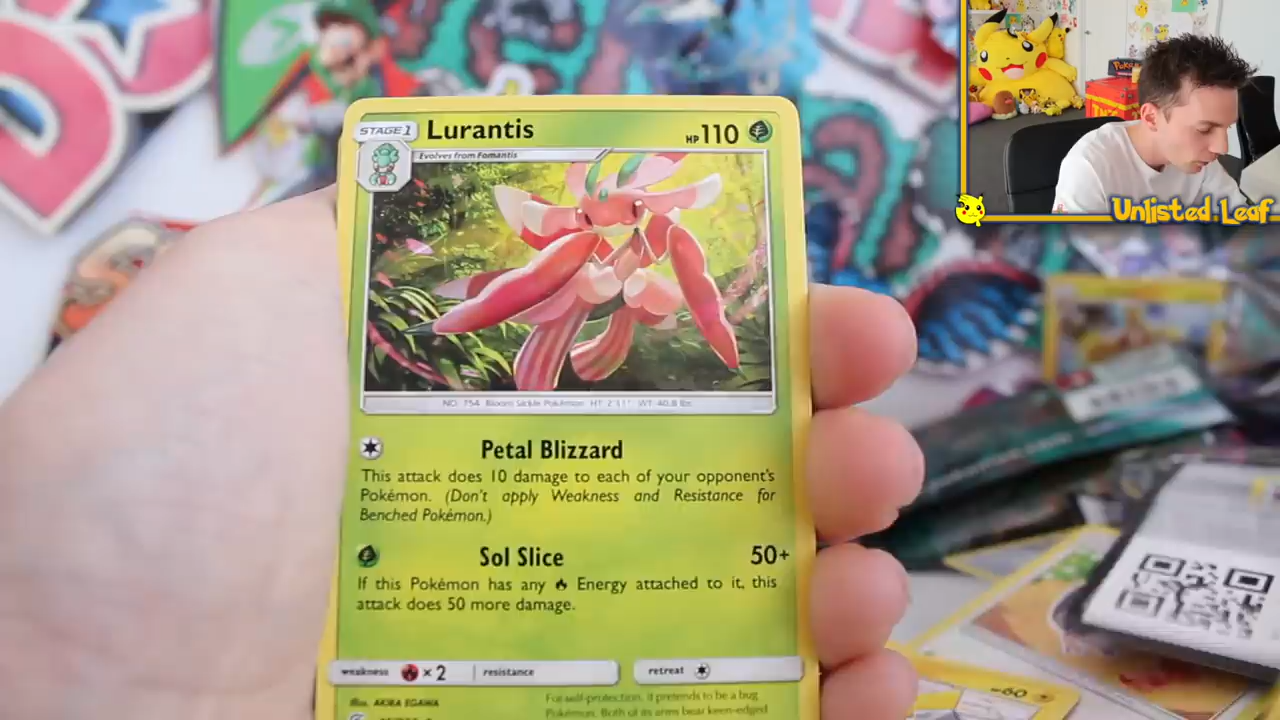 STAGE 1 Lurantis HP 110
Evolves from Fomantis
NO. 754 Bloom Sickle Pokémon HT: 2'11" WT: 40.8 lbs.
Petal Blizzard
This attack does 10 damage to each of your opponent's
Pokémon. (Don't apply Weakness and Resistance for
Benched Pokémon.)
Sol Slice 50+
If this Pokémon has any Energy attached to it, this
attack does 50 more damage.
weakness ×2 resistance retreat
Illus. AKIRA EGAWA
For self-protection, it pretends to be a bug
Pokémon. Both of its arms bear keen-edged
Unlisted Leaf
-60